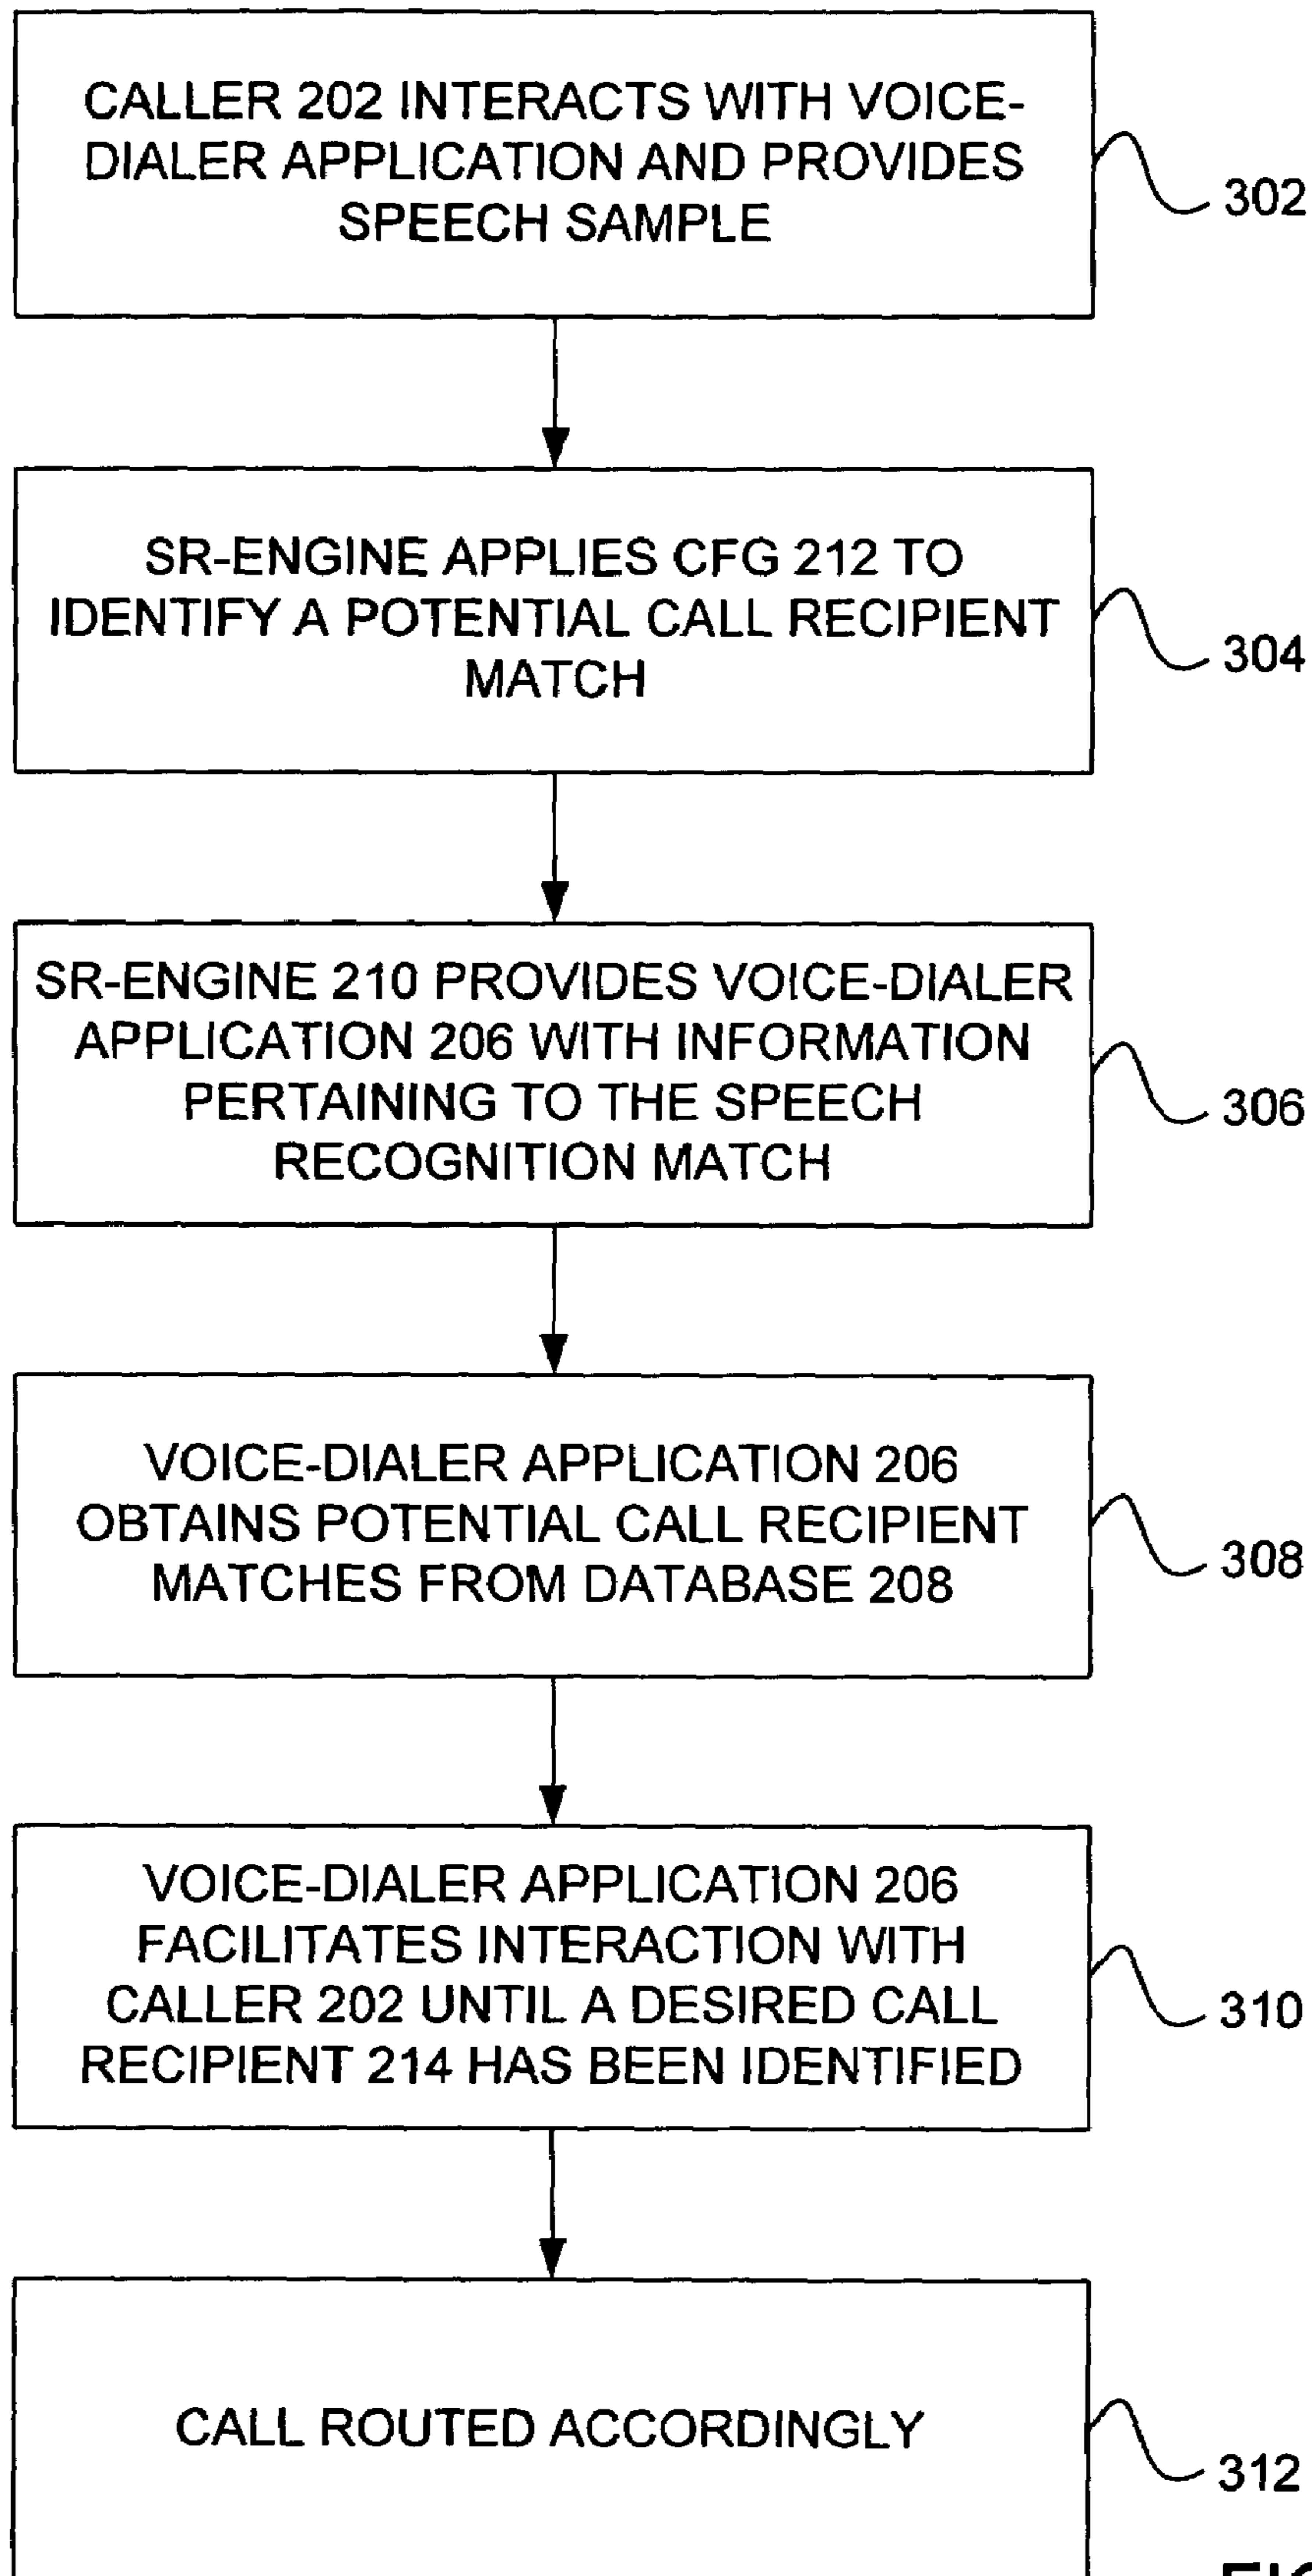 CALLER 202 INTERACTS WITH VOICE-
DIALER APPLICATION AND PROVIDES
SPEECH SAMPLE
302
SR-ENGINE APPLIES CFG 212 TO
IDENTIFY A POTENTIAL CALL RECIPIENT
MATCH
304
SR-ENGINE 210 PROVIDES VOICE-DIALER
APPLICATION 206 WITH INFORMATION
PERTAINING TO THE SPEECH
RECOGNITION MATCH
306
VOICE-DIALER APPLICATION 206
OBTAINS POTENTIAL CALL RECIPIENT
MATCHES FROM DATABASE 208
308
VOICE-DIALER APPLICATION 206
FACILITATES INTERACTION WITH
CALLER 202 UNTIL A DESIRED CALL
RECIPIENT 214 HAS BEEN IDENTIFIED
310
CALL ROUTED ACCORDINGLY
312